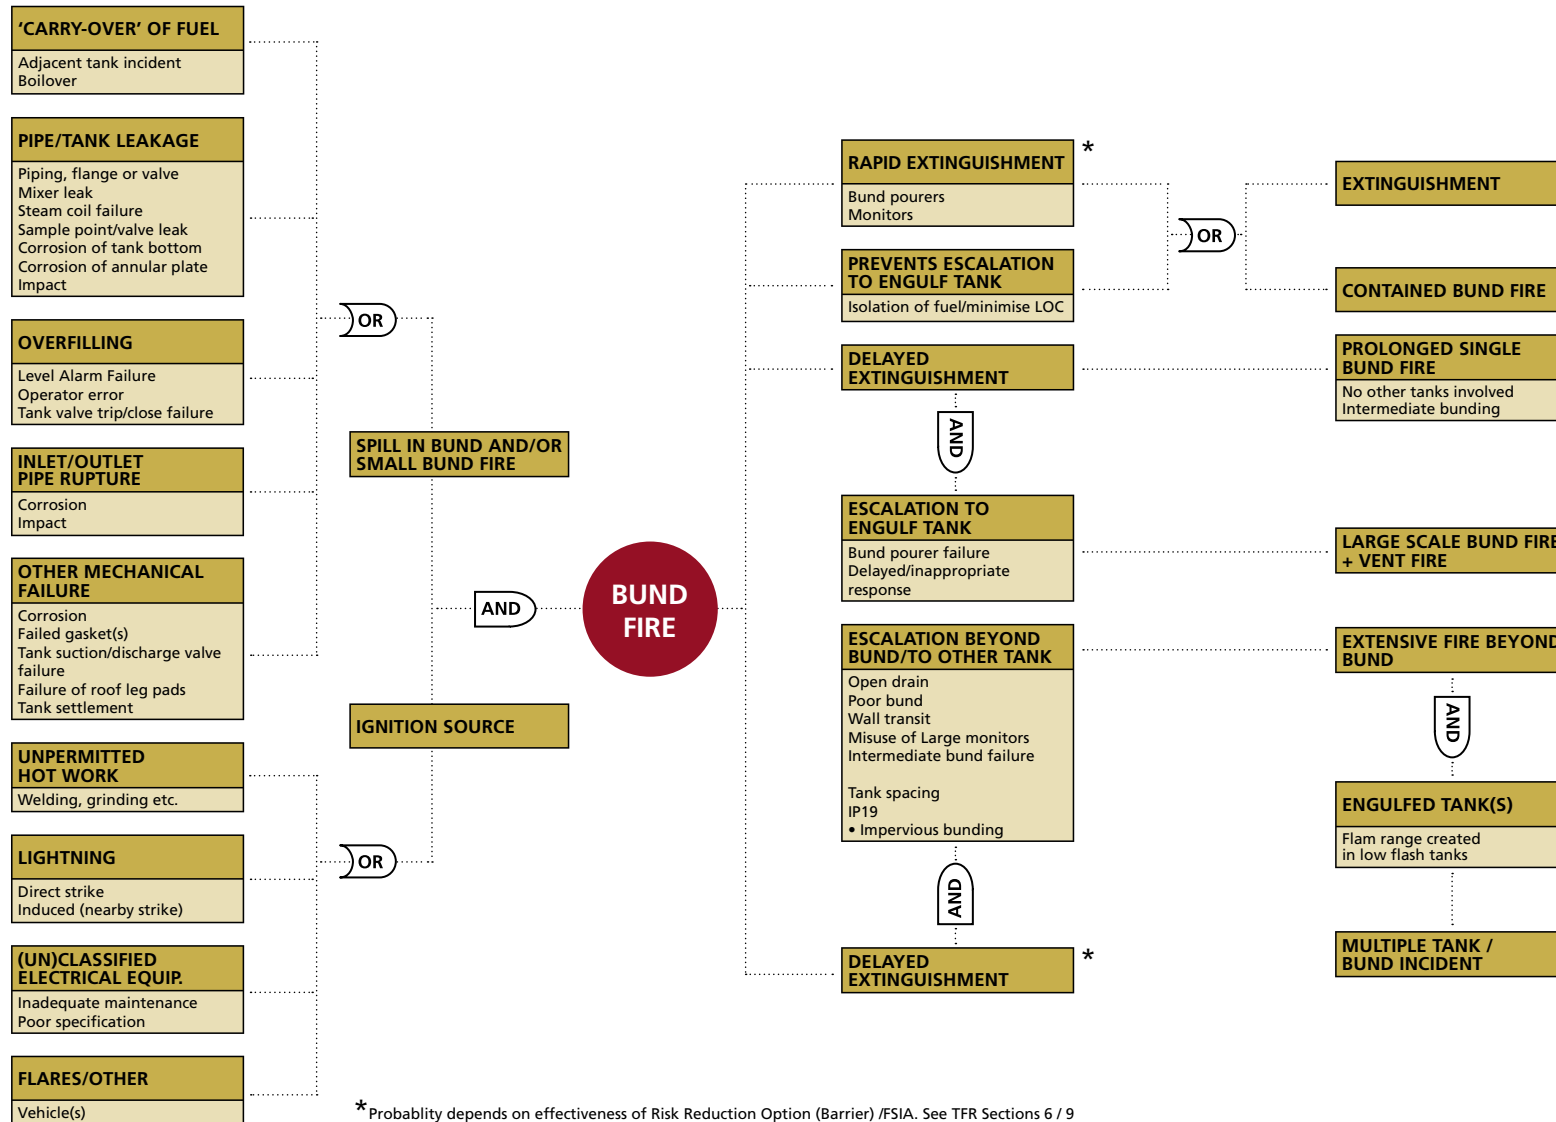 ‘CARRY-OVER’ OF FUEL
Adjacent tank incident
Boilover
PIPE/TANK LEAKAGE
Piping, flange or valve
Mixer leak
Steam coil failure
Sample point/valve leak
Corrosion of tank bottom
Corrosion of annular plate
Impact
OVERFILLING
Level Alarm Failure
Operator error
Tank valve trip/close failure
INLET/OUTLET
PIPE RUPTURE
Corrosion
Impact
OTHER MECHANICAL
FAILURE
Corrosion
Failed gasket(s)
Tank suction/discharge valve
failure
Failure of roof leg pads
Tank settlement
UNPERMITTED
HOT WORK
Welding, grinding etc.
LIGHTNING
Direct strike
Induced (nearby strike)
(UN)CLASSIFIED
ELECTRICAL EQUIP.
Inadequate maintenance
Poor specification
FLARES/OTHER
Vehicle(s)
OR
SPILL IN BUND AND/OR
SMALL BUND FIRE
AND
IGNITION SOURCE
OR
BUND
FIRE
RAPID EXTINGUISHMENT *
Bund pourers
Monitors
PREVENTS ESCALATION
TO ENGULF TANK
Isolation of fuel/minimise LOC
DELAYED
EXTINGUISHMENT
AND
ESCALATION TO
ENGULF TANK
Bund pourer failure
Delayed/inappropriate
response
ESCALATION BEYOND
BUND/TO OTHER TANK
Open drain
Poor bund
Wall transit
Misuse of Large monitors
Intermediate bund failure
Tank spacing
IP19
• Impervious bunding
AND
DELAYED *
EXTINGUISHMENT
OR
EXTINGUISHMENT
CONTAINED BUND FIRE
PROLONGED SINGLE
BUND FIRE
No other tanks involved
Intermediate bunding
LARGE SCALE BUND FIRE
+ VENT FIRE
EXTENSIVE FIRE BEYOND
BUND
AND
ENGULFED TANK(S)
Flam range created
in low flash tanks
MULTIPLE TANK /
BUND INCIDENT
*Probablity depends on effectiveness of Risk Reduction Option (Barrier) /FSIA. See TFR Sections 6 / 9